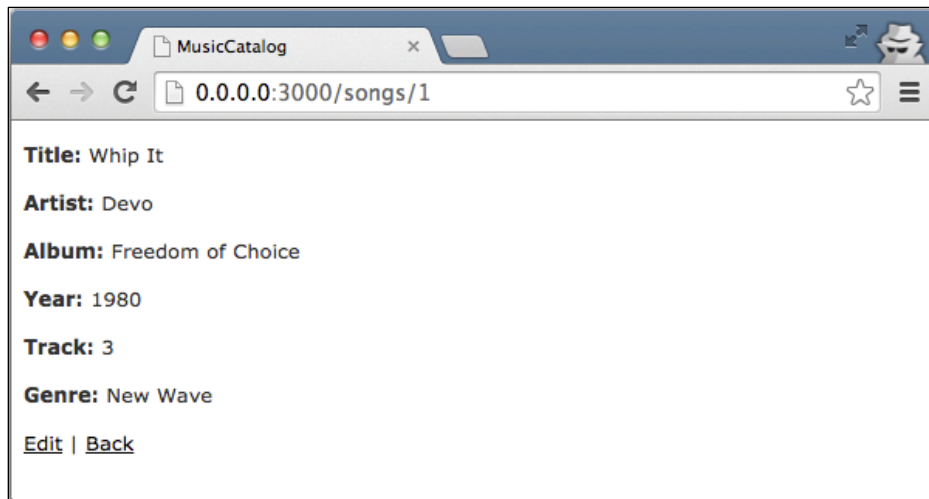 MusicCatalog
0.0.0.0:3000/songs/1
Title: Whip It
Artist: Devo
Album: Freedom of Choice
Year: 1980
Track: 3
Genre: New Wave
Edit | Back